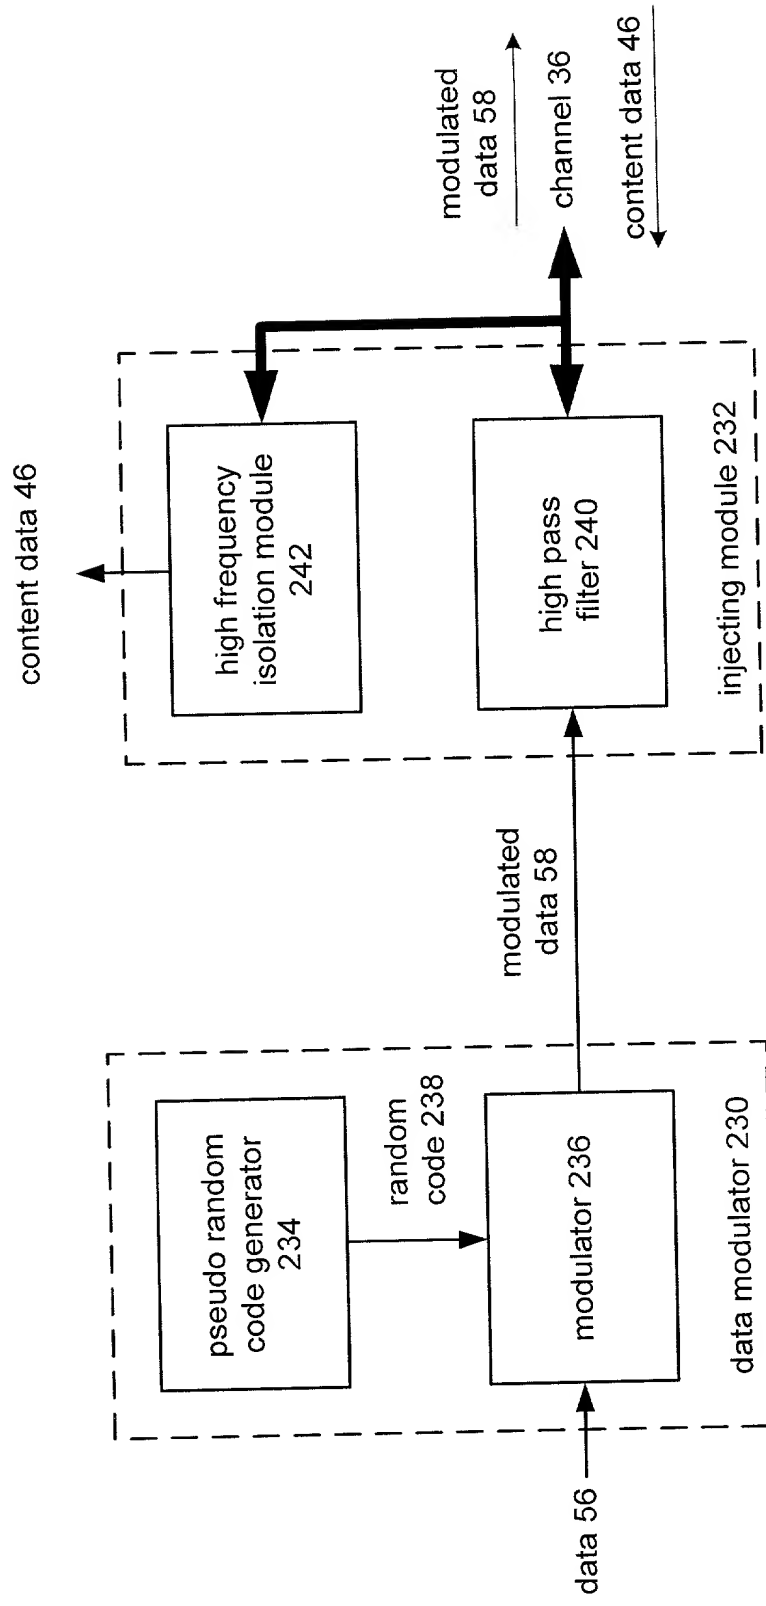 pseudo random
code generator
234
random
code 238
data 56
modulator 236
data modulator 230
modulated
data 58
content data 46
high frequency
isolation module
242
high pass
filter 240
injecting module 232
modulated
data 58
channel 36
content data 46